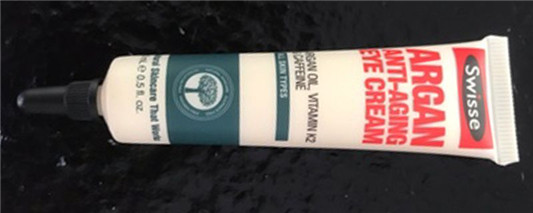 Swisse
ARGAN
ANTI-AGING
EYE CREAM
ARGAN OIL, VITAMIN K2
CAFFEINE
ALL SKIN TYPES
Skincare That Works
0.5 fl. oz.